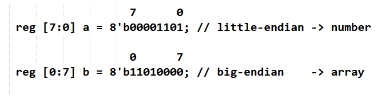 7 0
reg [7:0] a = 8'b00001101; // little-endian -> number
0 7
reg [0:7] b = 8'b11010000; // big-endian -> array